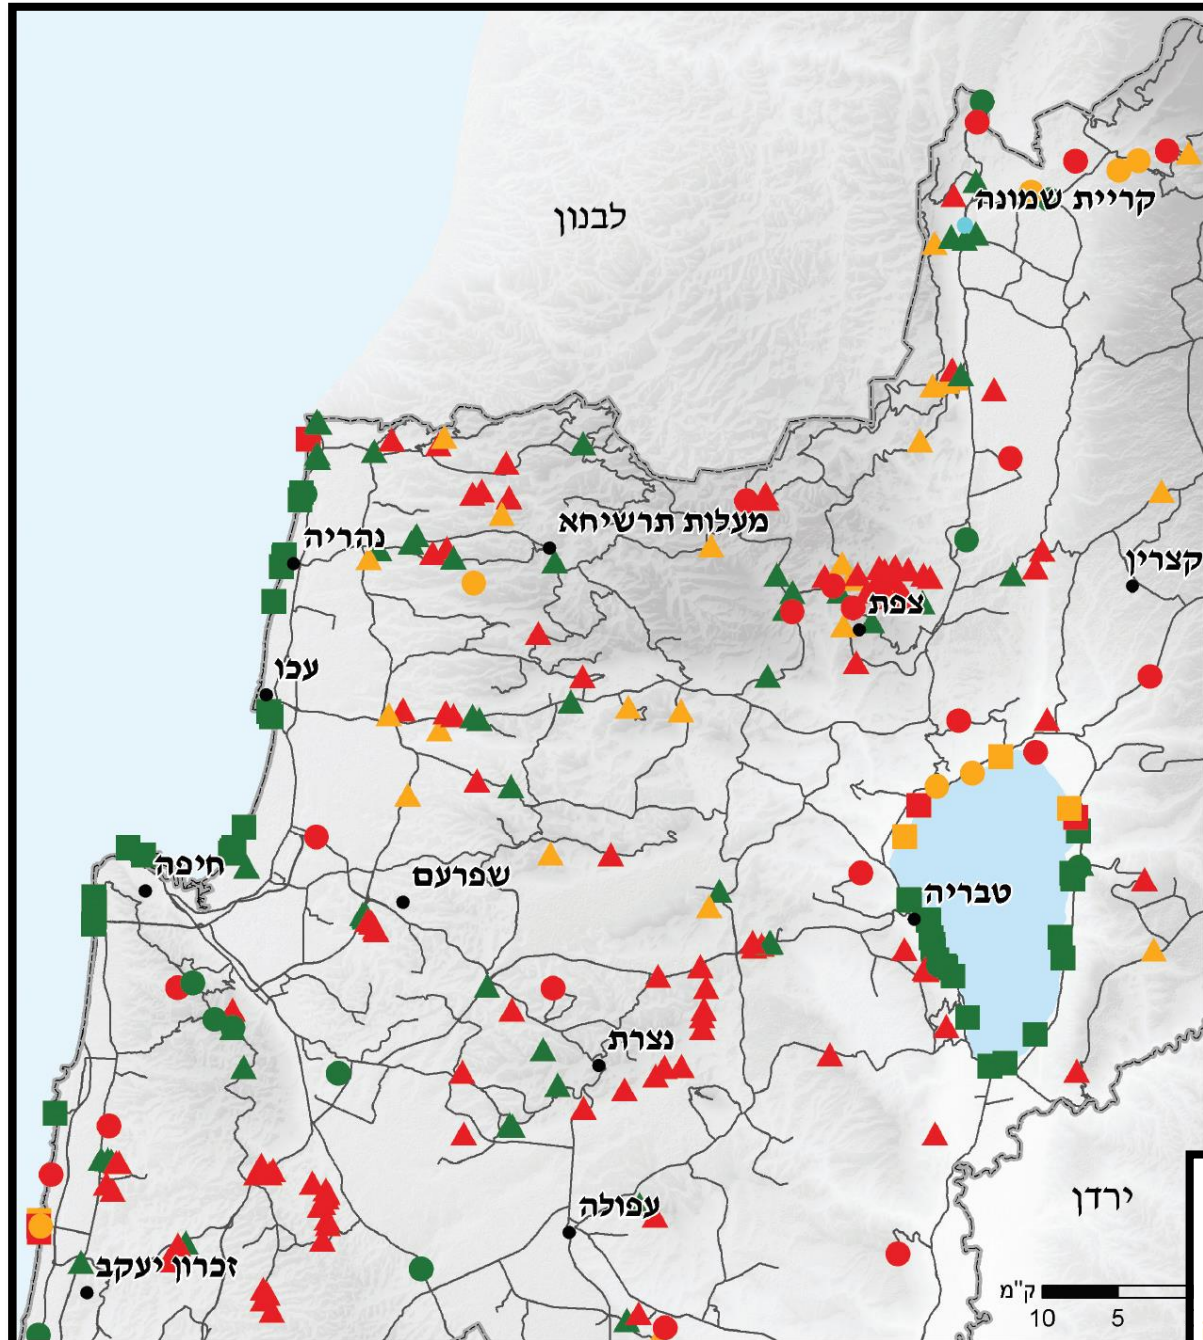 לבנון
קריית שמונה
מעלות תרשיחא
נהריה
קצרין
צפת
עכו
חיפה
שפרעם
טבריה
נצרת
ירדן
עפולה
זכרון יעקב
ק"מ
10 5